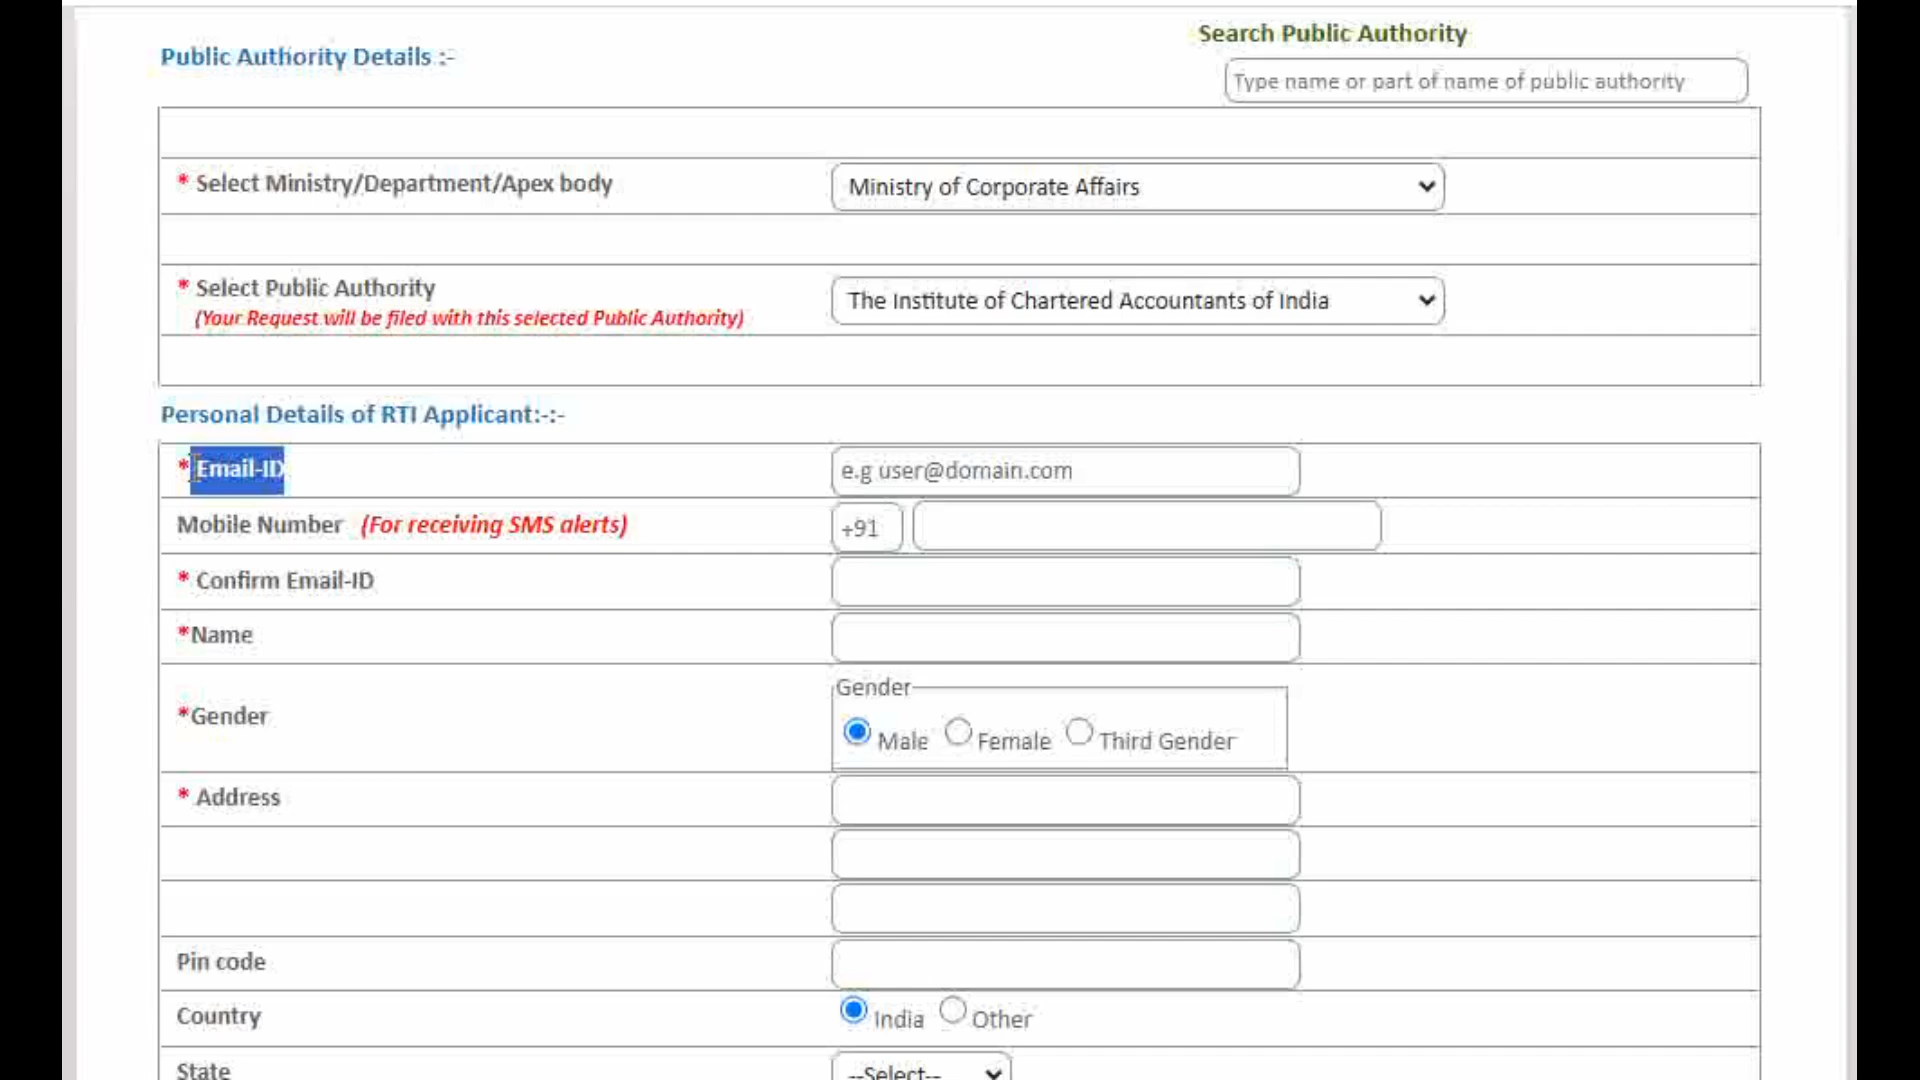 Search Public Authority
Public Authority Details :-
Type name or part of name of public authority
* Select Ministry/Department/Apex body
Ministry of Corporate Affairs
* Select Public Authority
(Your Request will be filed with this selected Public Authority)
The Institute of Chartered Accountants of India
Personal Details of RTI Applicant:-:-
* Email-ID
e.g user@domain.com
Mobile Number (For receiving SMS alerts)
+91
* Confirm Email-ID
*Name
*Gender
Gender
Male Female Third Gender
* Address
Pin code
Country
India Other
State
--Select--